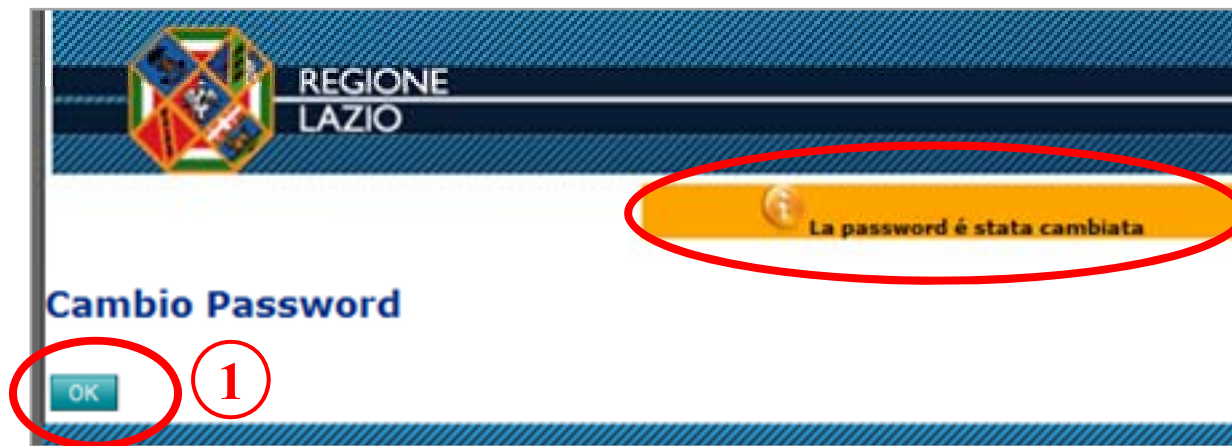 REGIONE
LAZIO
La password é stata cambiata
Cambio Password
OK
1